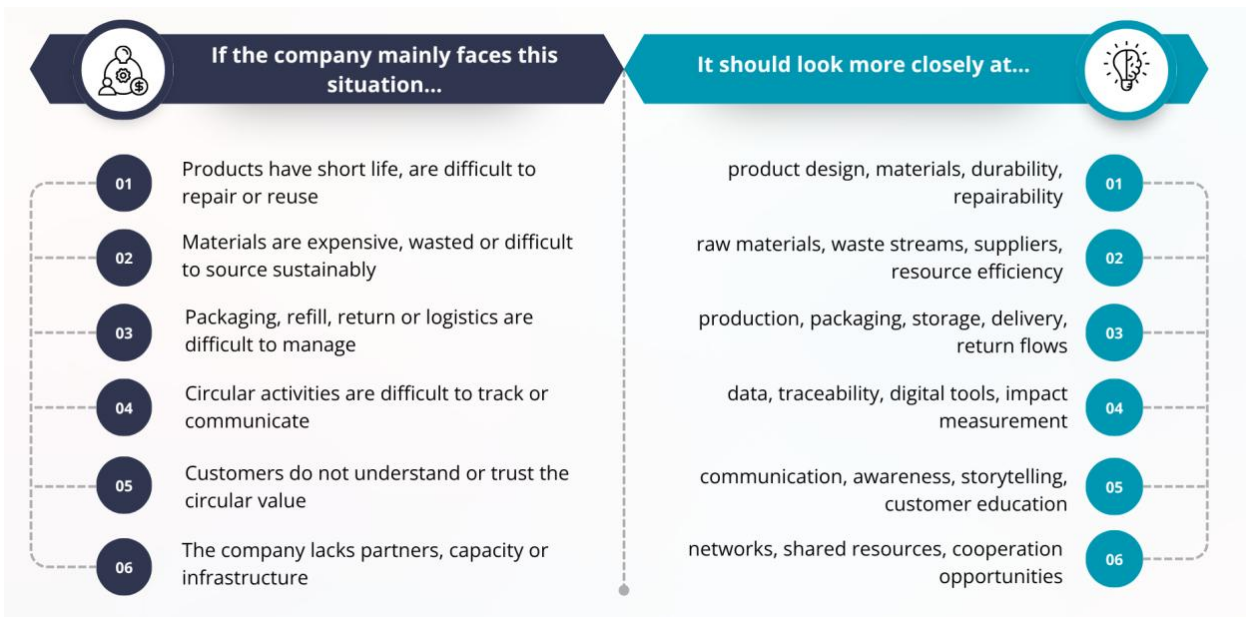 If the company mainly faces this
situation...
It should look more closely at...
01
Products have short life, are difficult to
repair or reuse
product design, materials, durability,
repairability
01
02
Materials are expensive, wasted or difficult
to source sustainably
raw materials, waste streams, suppliers,
resource efficiency
02
03
Packaging, refill, return or logistics are
difficult to manage
production, packaging, storage, delivery,
return flows
03
04
Circular activities are difficult to track or
communicate
data, traceability, digital tools, impact
measurement
04
05
Customers do not understand or trust the
circular value
communication, awareness, storytelling,
customer education
05
06
The company lacks partners, capacity or
infrastructure
networks, shared resources, cooperation
opportunities
06